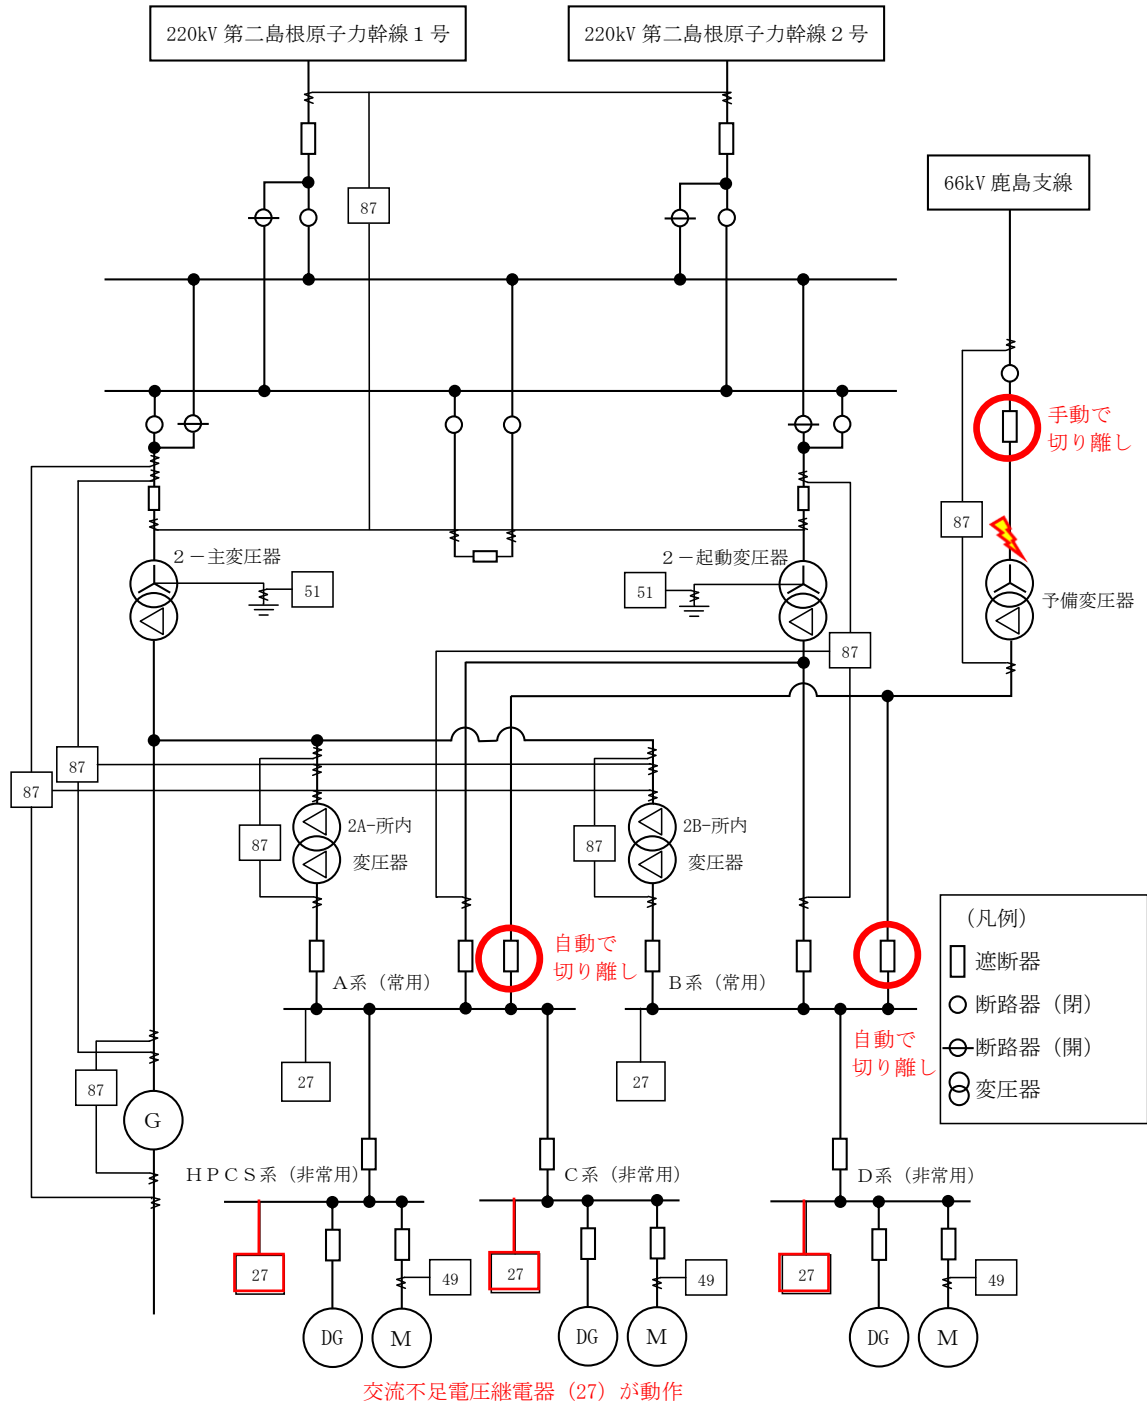 220kV 第二島根原子力幹線１号
220kV 第二島根原子力幹線２号
66kV 鹿島支線
87
手動で
切り離し
87
２－主変圧器
51
２－起動変圧器
51
予備変圧器
87
87
87
2A-所内
変圧器
87
2B-所内
変圧器
87
（凡例）
遮断器
断路器（閉）
断路器（開）
変圧器
自動で
切り離し
Ａ系（常用）
Ｂ系（常用）
自動で
切り離し
27
27
87
G
ＨＰＣＳ系（非常用）
Ｃ系（非常用）
Ｄ系（非常用）
27
49
27
49
27
49
DG
M
DG
M
DG
M
交流不足電圧継電器（27）が動作